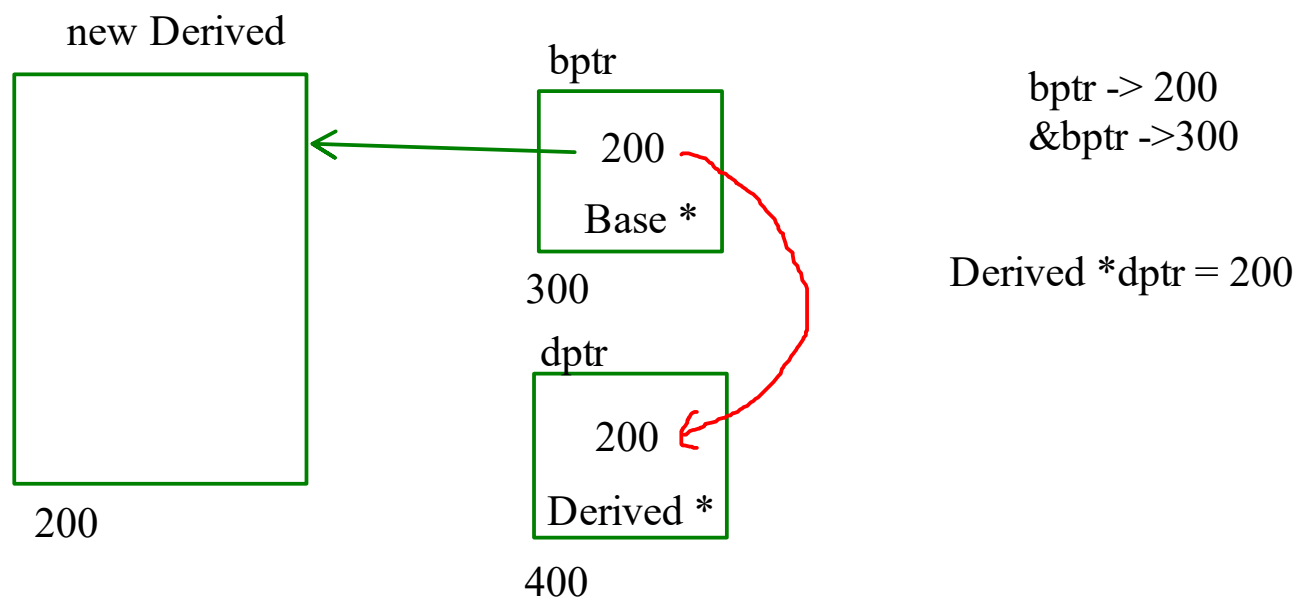 new Derived
200
bptr
200
Base *
300
dptr
200
Derived *
400
bptr -> 200
&bptr ->300
Derived *dptr = 200